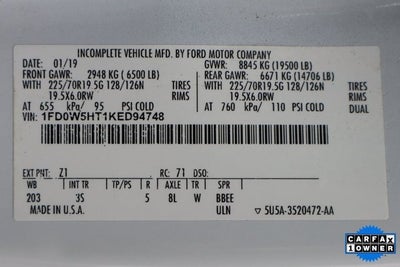 INCOMPLETE VEHICLE MFD. BY FORD MOTOR COMPANY
DATE: 01/19 GVWR: 8845 KG (19500 LB)
FRONT GAWR: 2948 KG (6500 LB) REAR GAWR: 6671 KG (14706 LB)
WITH 225/70R19.5G 128/126N WITH 225/70R19.5G 128/126N TIRES
19.5X6.0RW TIRES 19.5X6.0RW RIMS
RIMS
AT 655 kPa/ 95 PSI COLD AT 760 kPa/ 110 PSI COLD DUAL
VIN: 1FD0W5HT1KED94748
EXT PNT: Z1 RC: 71 DSO:
WB INT TR TP/PS R AXLE TR SPR
203 3S 5 8L W BBEE
MADE IN U.S.A. ULN 5U5A-3520472-AA
CARFAX
1 OWNER